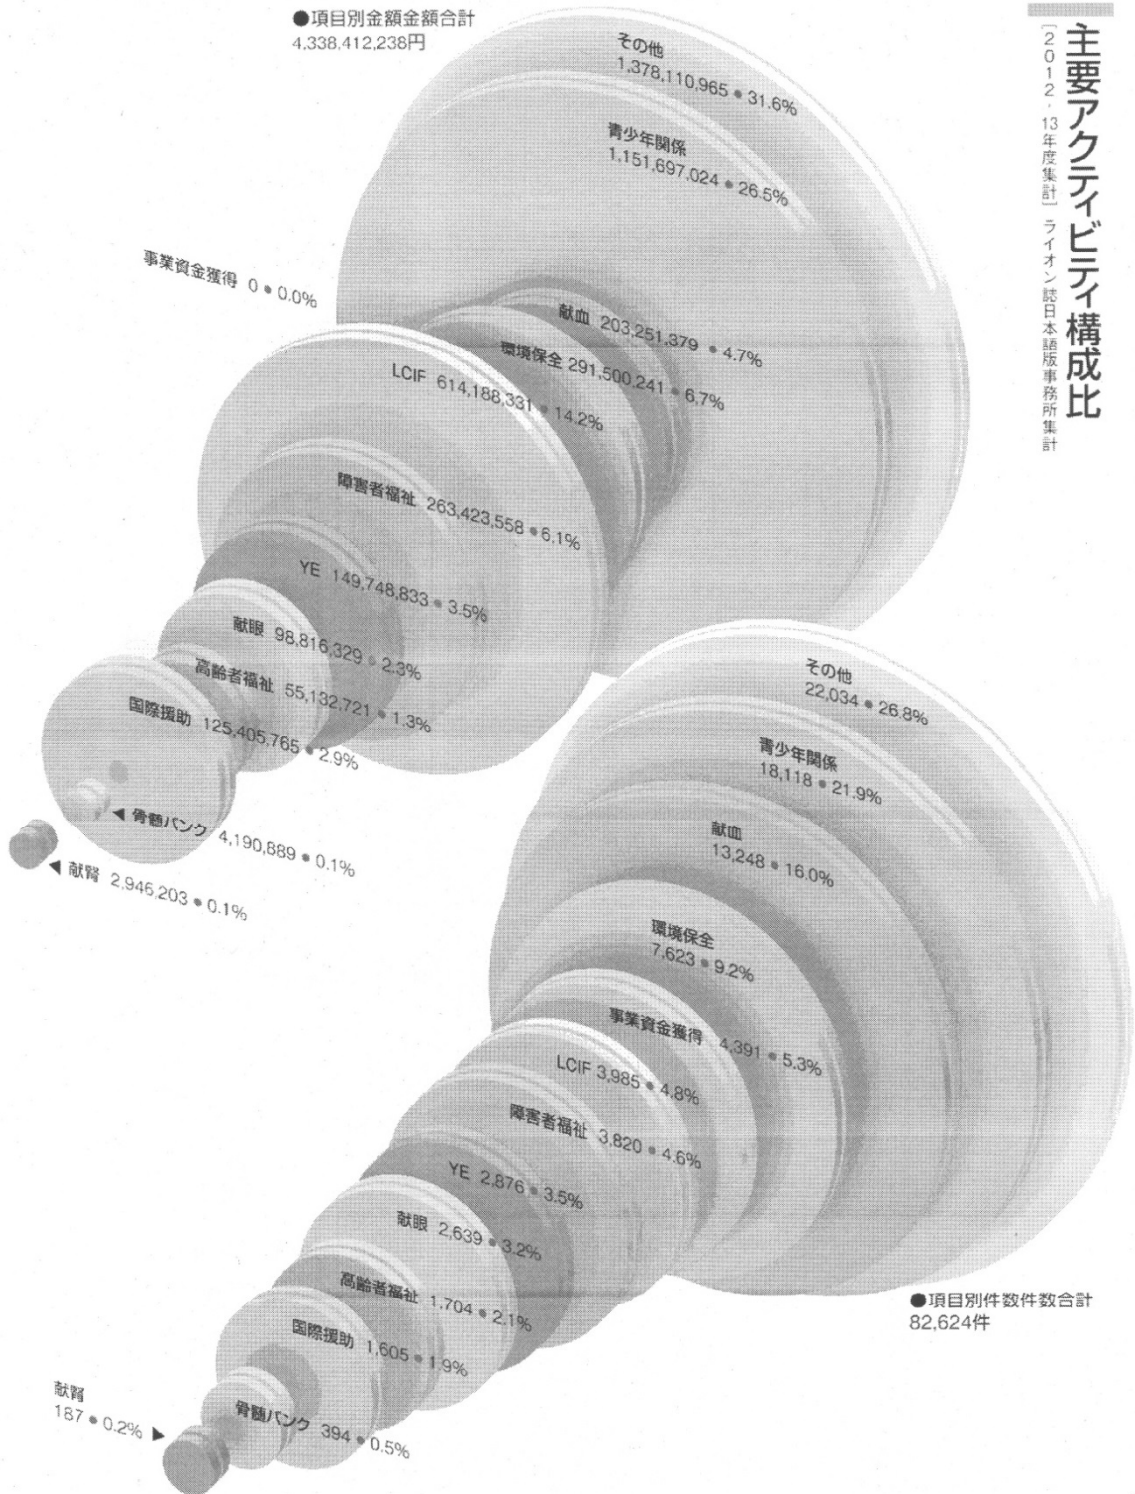 主要アクティビティ構成比
［2012-13年度集計］ ライオン誌日本語版事務所集計
●項目別金額金額合計
4,338,412,238円
その他
1,378,110,965 ● 31.6%
青少年関係
1,151,697,024 ● 26.5%
事業資金獲得 0 ● 0.0%
献血 203,251,379 ● 4.7%
環境保全 291,500,241 ● 6.7%
LCIF 614,188,331 ● 14.2%
障害者福祉 263,423,558 ● 6.1%
YE 149,748,833 ● 3.5%
献眼 98,816,329 ● 2.3%
高齢者福祉 55,132,721 ● 1.3%
国際援助 125,405,765 ● 2.9%
◀ 骨髄バンク 4,190,889 ● 0.1%
◀ 献腎 2,946,203 ● 0.1%
その他
22,034 ● 26.8%
青少年関係
18,118 ● 21.9%
献血
13,248 ● 16.0%
環境保全
7,623 ● 9.2%
事業資金獲得 4,391 ● 5.3%
LCIF 3,985 ● 4.8%
障害者福祉 3,820 ● 4.6%
YE 2,876 ● 3.5%
献眼 2,639 ● 3.2%
高齢者福祉 1,704 ● 2.1%
国際援助 1,605 ● 1.9%
骨髄バンク 394 ● 0.5%
献腎
187 ● 0.2% ▶
●項目別件数件数合計
82,624件